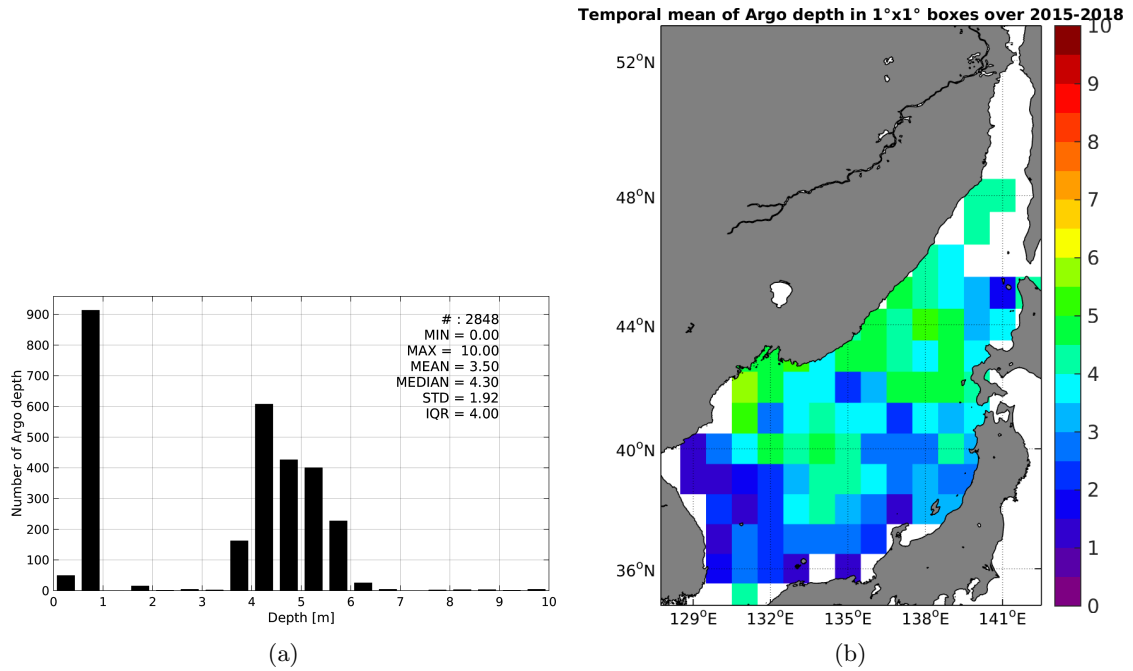 Temporal mean of Argo depth in 1°x1° boxes over 2015-2018
900
800
700
600
500
400
300
200
100
0
Number of Argo depth
# : 2848
MIN = 0.00
MAX = 10.00
MEAN = 3.50
MEDIAN = 4.30
STD = 1.92
IQR = 4.00
0 1 2 3 4 5 6 7 8 9 10
Depth [m]
(a)
52°N
48°N
44°N
40°N
36°N
129°E 132°E 135°E 138°E 141°E
10
9
8
7
6
5
4
3
2
1
0
(b)